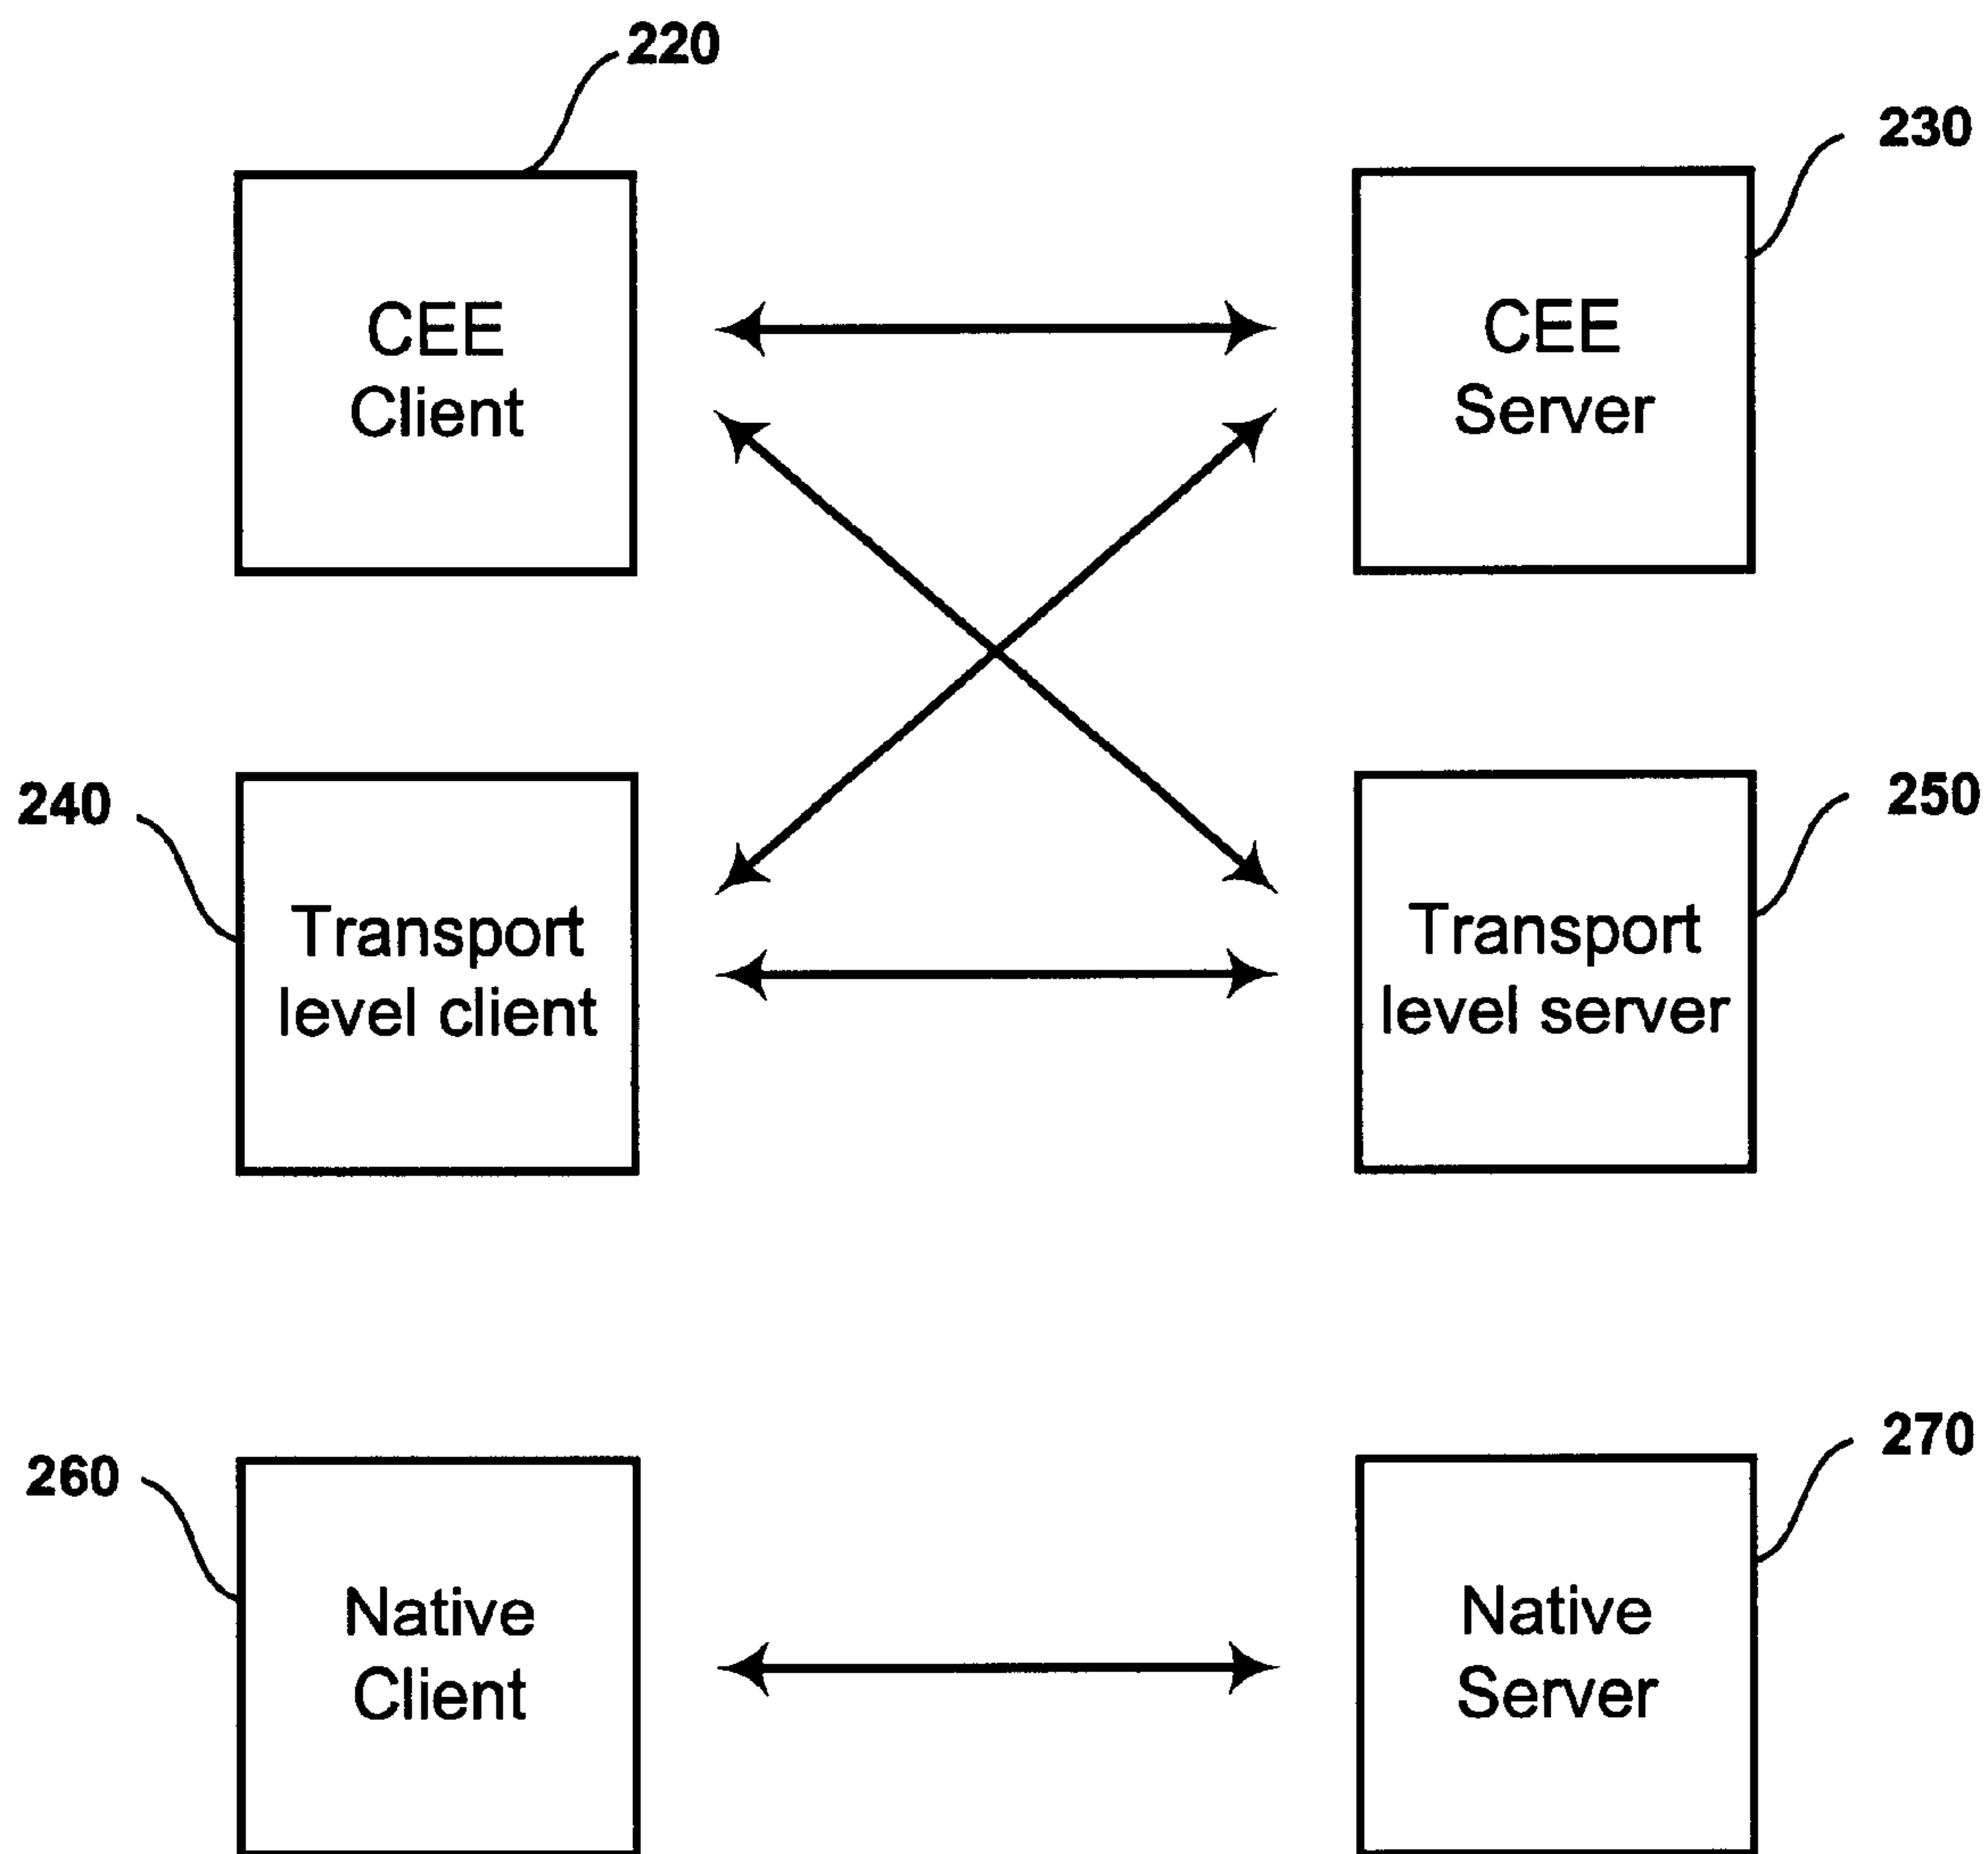 220
230
CEE
Client
CEE
Server
240
250
Transport
level client
Transport
level server
260
270
Native
Client
Native
Server